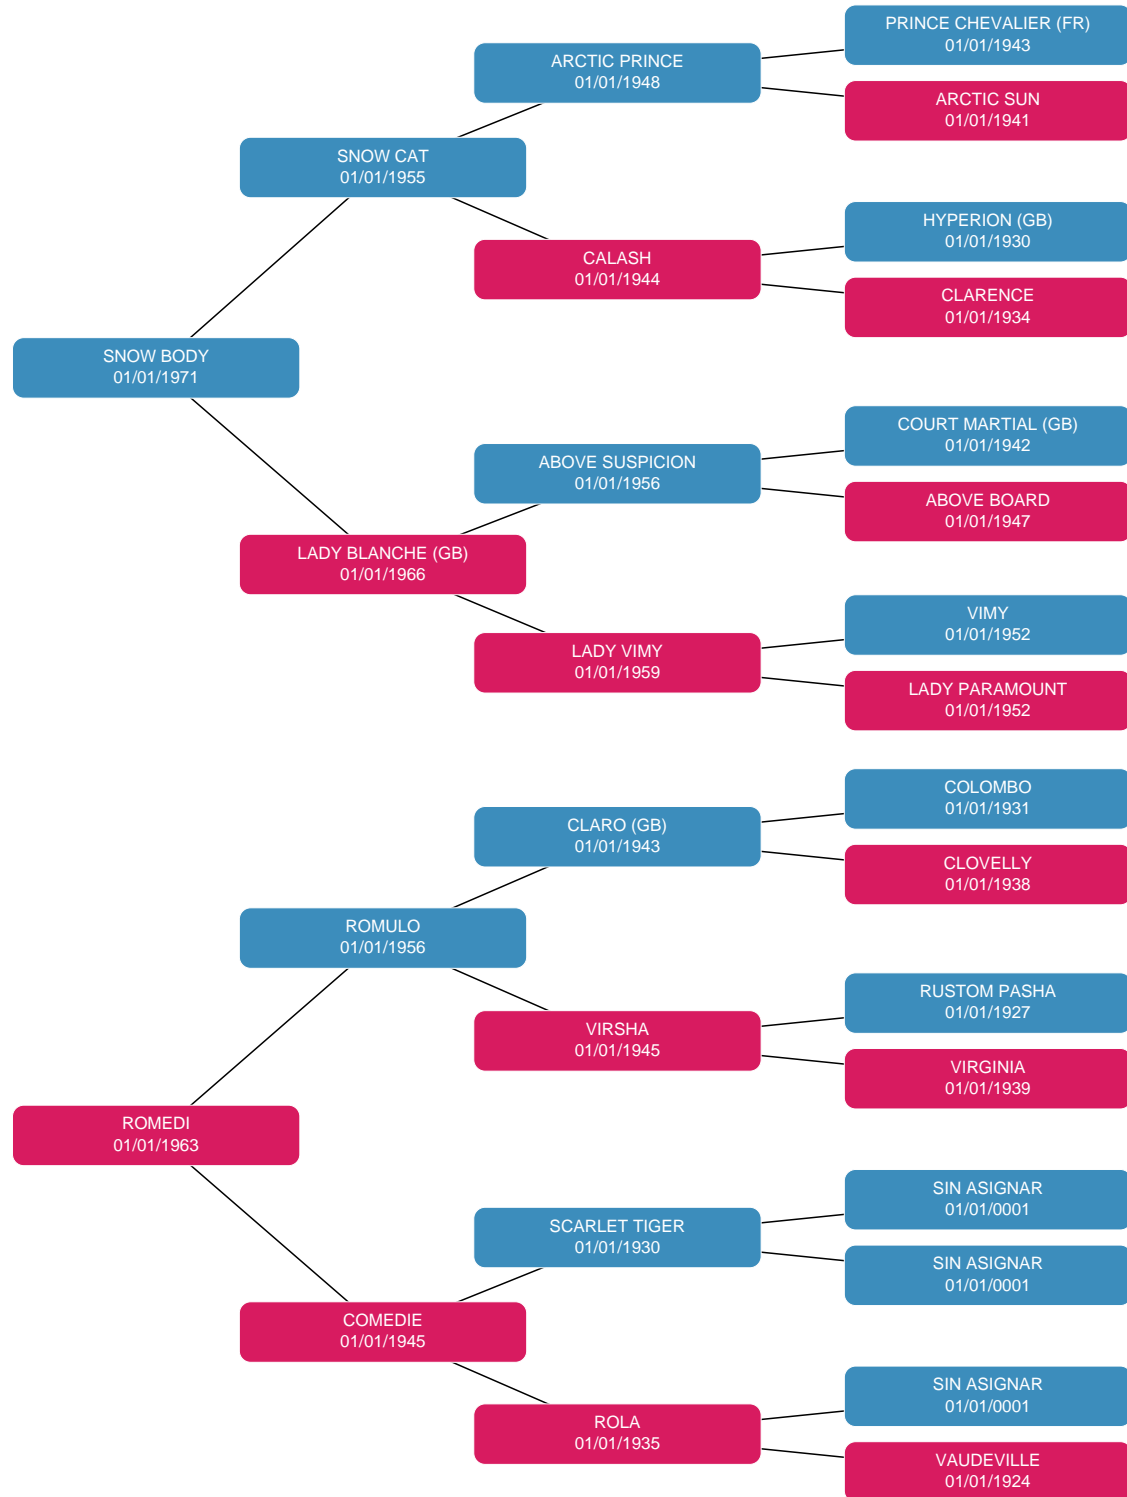 PRINCE CHEVALIER (FR)
01/01/1943
ARCTIC PRINCE
01/01/1948
ARCTIC SUN
01/01/1941
SNOW CAT
01/01/1955
HYPERION (GB)
01/01/1930
CALASH
01/01/1944
CLARENCE
01/01/1934
SNOW BODY
01/01/1971
COURT MARTIAL (GB)
01/01/1942
ABOVE SUSPICION
01/01/1956
ABOVE BOARD
01/01/1947
LADY BLANCHE (GB)
01/01/1966
VIMY
01/01/1952
LADY VIMY
01/01/1959
LADY PARAMOUNT
01/01/1952
COLOMBO
01/01/1931
CLARO (GB)
01/01/1943
CLOVELLY
01/01/1938
ROMULO
01/01/1956
RUSTOM PASHA
01/01/1927
VIRSHA
01/01/1945
VIRGINIA
01/01/1939
ROMEDI
01/01/1963
SIN ASIGNAR
01/01/0001
SCARLET TIGER
01/01/1930
SIN ASIGNAR
01/01/0001
COMEDIE
01/01/1945
SIN ASIGNAR
01/01/0001
ROLA
01/01/1935
VAUDEVILLE
01/01/1924